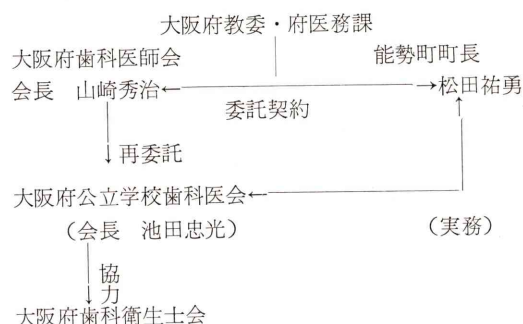 大阪府教委・府医務課
大阪府歯科医師会
能勢町町長
会長 山崎秀治
松田祐勇
委託契約
再委託
大阪府公立学校歯科医会
(会長 池田忠光)
(実務)
協力
大阪府歯科衛生士会